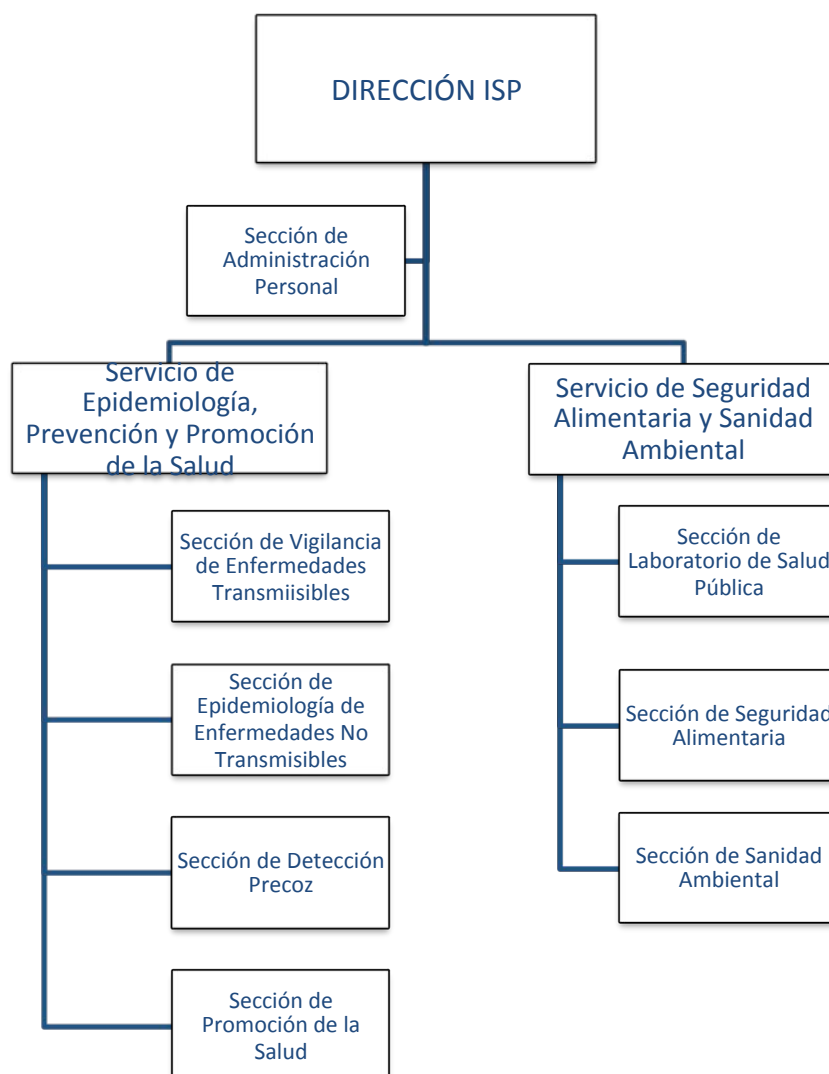 DIRECCIÓN ISP
Sección de
Administración
Personal
Servicio de
Epidemiología,
Prevención y Promoción
de la Salud
Servicio de Seguridad
Alimentaria y Sanidad
Ambiental
Sección de Vigilancia
de Enfermedades
Transmiisibles
Sección de
Epidemiología de
Enfermedades No
Transmisibles
Sección de Detección
Precoz
Sección de
Promoción de la
Salud
Sección de
Laboratorio de Salud
Pública
Sección de Seguridad
Alimentaria
Sección de Sanidad
Ambiental